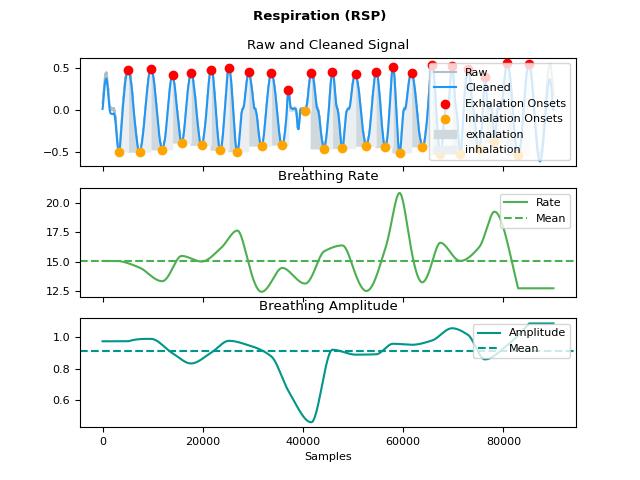 Respiration (RSP)
Raw and Cleaned Signal
0.5
0.0
−0.5
Raw
Cleaned
Exhalation Onsets
Inhalation Onsets
exhalation
inhalation
Breathing Rate
20.0
17.5
15.0
12.5
Rate
Mean
Breathing Amplitude
1.0
0.8
0.6
Amplitude
Mean
0
20000
40000
60000
80000
Samples